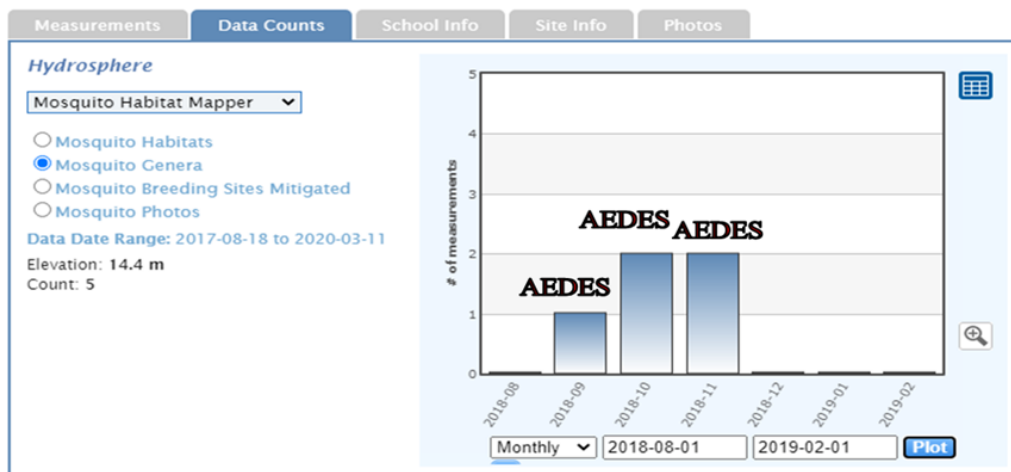 Measurements
Data Counts
School Info
Site Info
Photos
Hydrosphere
Mosquito Habitat Mapper
Mosquito Habitats
Mosquito Genera
Mosquito Breeding Sites Mitigated
Mosquito Photos
Data Date Range: 2017-08-18 to 2020-03-11
Elevation: 14.4 m
Count: 5
# of measurements
5
4
3
2
1
0
AEDES
AEDES
AEDES
2018-08
2018-09
2018-10
2018-11
2018-12
2019-01
2019-02
Monthly
2018-08-01
2019-02-01
Plot